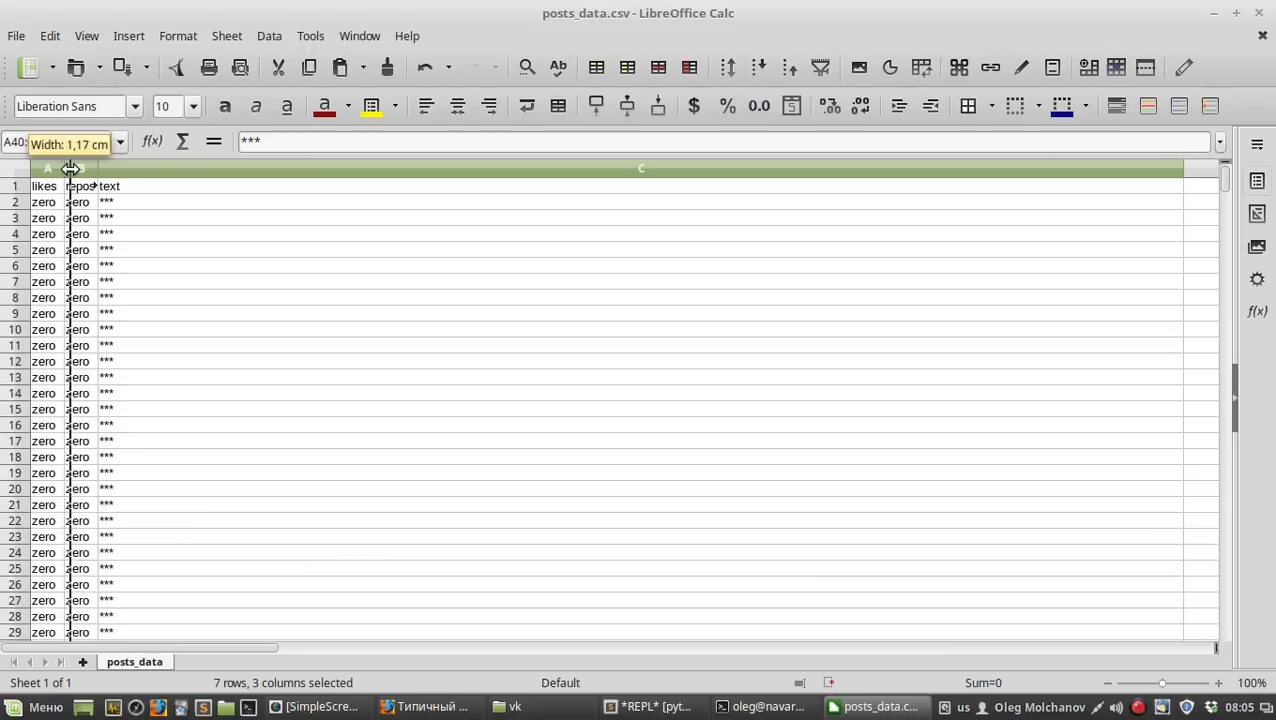 posts_data.csv - LibreOffice Calc
File Edit View Insert Format Sheet Data Tools Window Help
Liberation Sans 10 a a a a $ % 0.0
A40: Width: 1,17 cm f(x) Σ = ***
A C
1 likes repos text
2 zero zero ***
3 zero zero ***
4 zero zero ***
5 zero zero ***
6 zero zero ***
7 zero zero ***
8 zero zero ***
9 zero zero ***
10 zero zero ***
11 zero zero ***
12 zero zero ***
13 zero zero ***
14 zero zero ***
15 zero zero ***
16 zero zero ***
17 zero zero ***
18 zero zero ***
19 zero zero ***
20 zero zero ***
21 zero zero ***
22 zero zero ***
23 zero zero ***
24 zero zero ***
25 zero zero ***
26 zero zero ***
27 zero zero ***
28 zero zero ***
29 zero zero ***
f(x)
posts_data
Sheet 1 of 1 7 rows, 3 columns selected Default Sum=0 100%
Меню [SimpleScre... Типичный ... vk *REPL* [pyt... oleg@navar... posts_data.c... us Oleg Molchanov 08:05